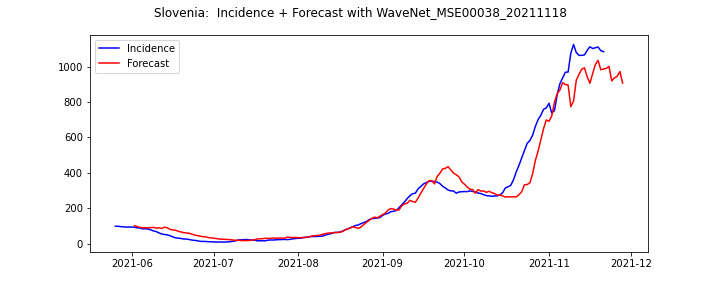 Slovenia:  Incidence + Forecast with WaveNet_MSE00038_20211118
Incidence
Forecast
1000
800
600
400
200
0
2021-06 2021-07 2021-08 2021-09 2021-10 2021-11 2021-12